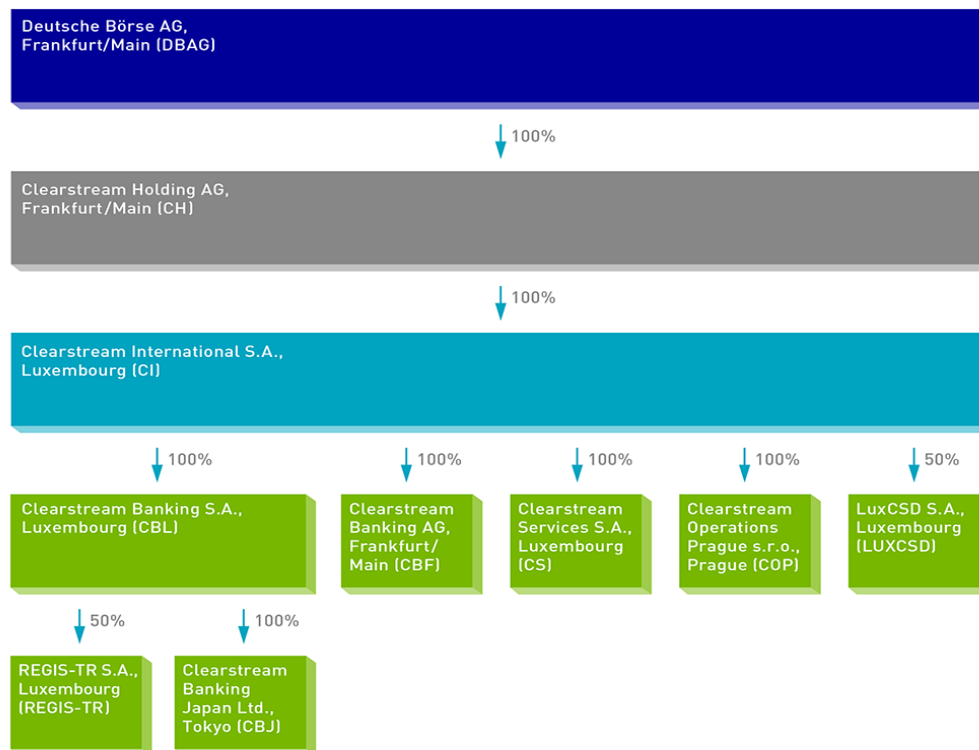 Deutsche Börse AG,
Frankfurt/Main (DBAG)
100%
Clearstream Holding AG,
Frankfurt/Main (CH)
100%
Clearstream International S.A.,
Luxembourg (CI)
100%
100%
100%
100%
50%
Clearstream Banking S.A.,
Luxembourg (CBL)
Clearstream
Banking AG,
Frankfurt/
Main (CBF)
Clearstream
Services S.A.,
Luxembourg
(CS)
Clearstream
Operations
Prague s.r.o.,
Prague (COP)
LuxCSD S.A.,
Luxembourg
(LUXCSD)
50%
100%
REGIS-TR S.A.,
Luxembourg
(REGIS-TR)
Clearstream
Banking
Japan Ltd.,
Tokyo (CBJ)